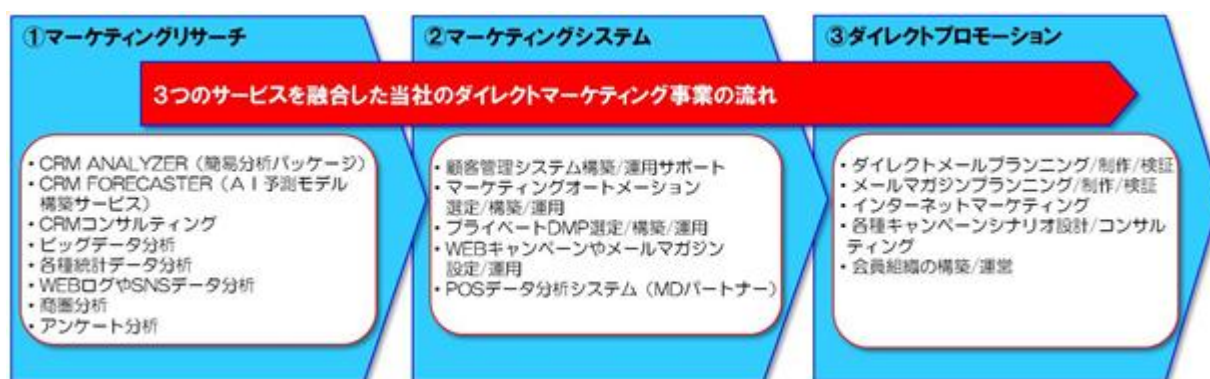 ①マーケティングリサーチ
②マーケティングシステム
③ダイレクトプロモーション
3つのサービスを融合した当社のダイレクトマーケティング事業の流れ
・CRM ANALYZER（簡易分析パッケージ）
・CRM FORECASTER（AI予測モデル
構築サービス）
・CRMコンサルティング
・ビッグデータ分析
・各種統計データ分析
・WEBログやSNSデータ分析
・商圏分析
・アンケート分析
・顧客管理システム構築/運用サポート
・マーケティングオートメーション
選定/構築/運用
・プライベートDMP選定/構築/運用
・WEBキャンペーンやメールマガジン
設定/運用
・POSデータ分析システム（MDパートナー）
・ダイレクトメールプランニング/制作/検証
・メールマガジンプランニング/制作/検証
・インターネットマーケティング
・各種キャンペーンシナリオ設計/コンサル
ティング
・会員組織の構築/運営